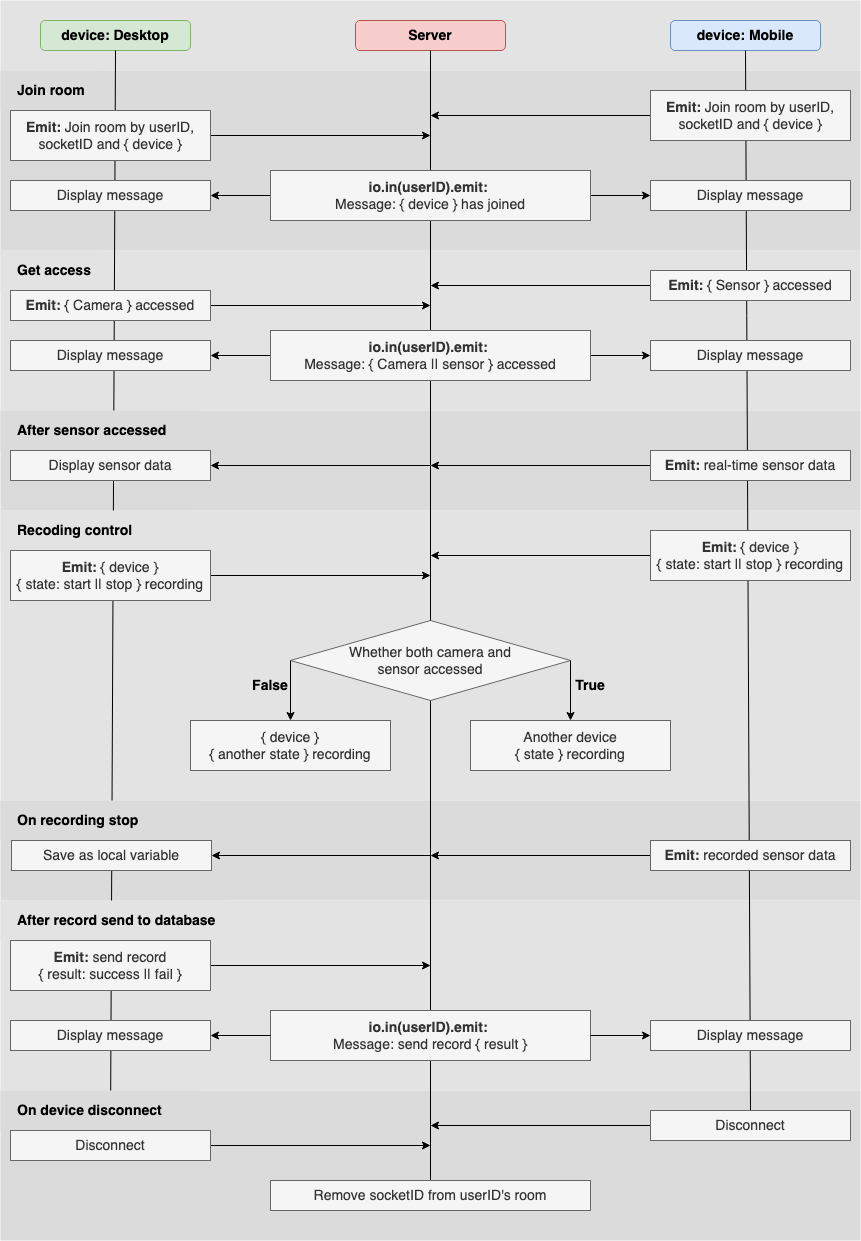 device: Desktop
Server
device: Mobile
Join room
Emit: Join room by userID,
socketID and { device }
Emit: Join room by userID,
socketID and { device }
Display message
io.in(userID).emit:
Message: { device } has joined
Display message
Get access
Emit: { Sensor } accessed
Emit: { Camera } accessed
Display message
io.in(userID).emit:
Message: { Camera || sensor } accessed
Display message
After sensor accessed
Display sensor data
Emit: real-time sensor data
Recoding control
Emit: { device }
{ state: start || stop } recording
Emit: { device }
{ state: start || stop } recording
Whether both camera and
sensor accessed
False
True
{ device }
{ another state } recording
Another device
{ state } recording
On recording stop
Save as local variable
Emit: recorded sensor data
After record send to database
Emit: send record
{ result: success || fail }
Display message
io.in(userID).emit:
Message: send record { result }
Display message
On device disconnect
Disconnect
Disconnect
Remove socketID from userID's room